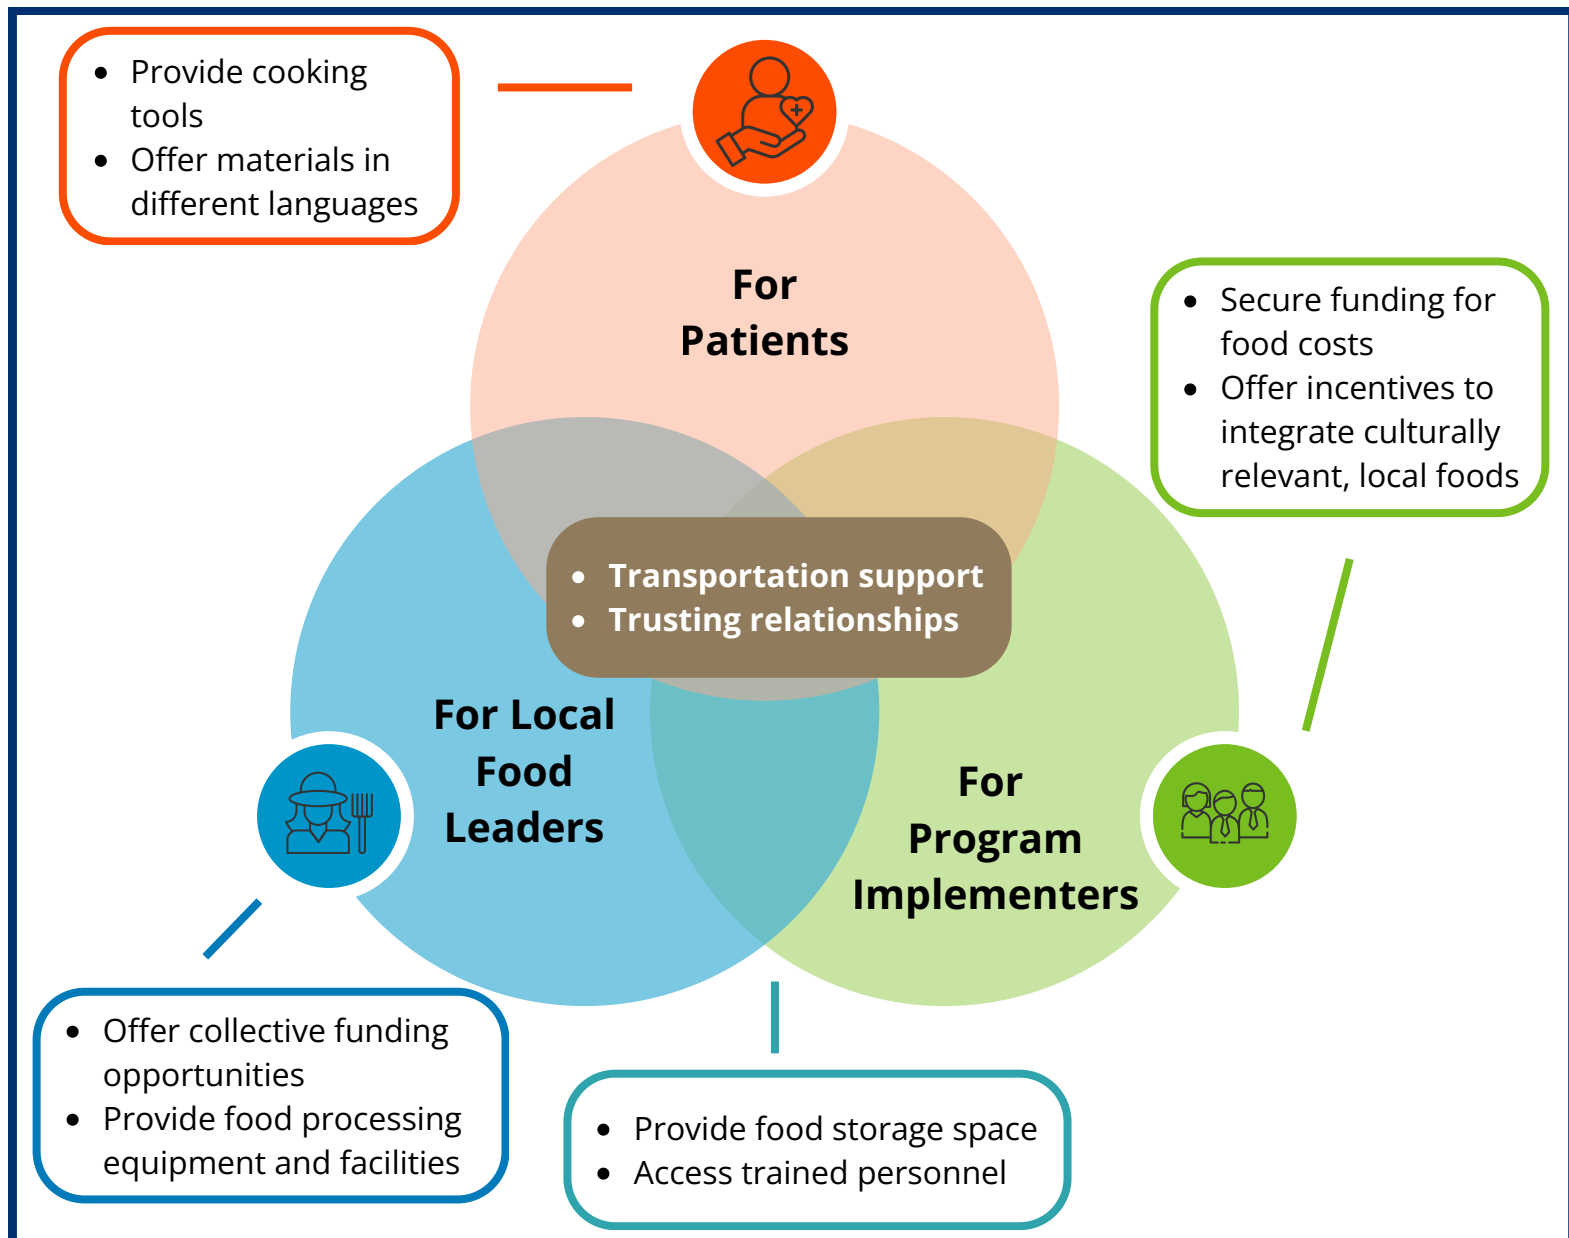 • Provide cooking
tools
• Offer materials in
different languages
For
Patients
• Secure funding for
food costs
• Offer incentives to
integrate culturally
relevant, local foods
• Transportation support
• Trusting relationships
For Local
Food
Leaders
For
Program
Implementers
• Offer collective funding
opportunities
• Provide food processing
equipment and facilities
• Provide food storage space
• Access trained personnel